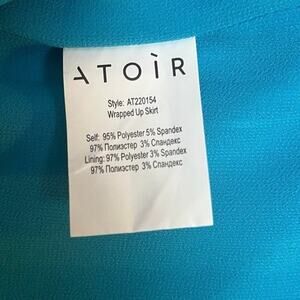 ATOÌR
Style: AT220154
Wrapped Up Skirt
Self: 95% Polyester 5% Spandex
97% Полиэстер 3% Спандекс
Lining: 97% Polyester 3% Spandex
97% Полиэстер 3% Спандекс